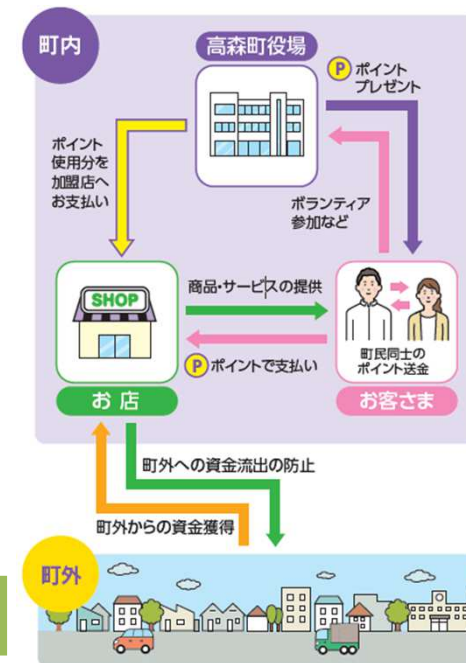 町内
高森町役場
P ポイント
プレゼント
ポイント
使用分を
加盟店へ
お支払い
ボランティア
参加など
SHOP
商品・サービスの提供
P ポイントで支払い
町民同士の
ポイント送金
お店
お客さま
町外への資金流出の防止
町外からの資金獲得
町外